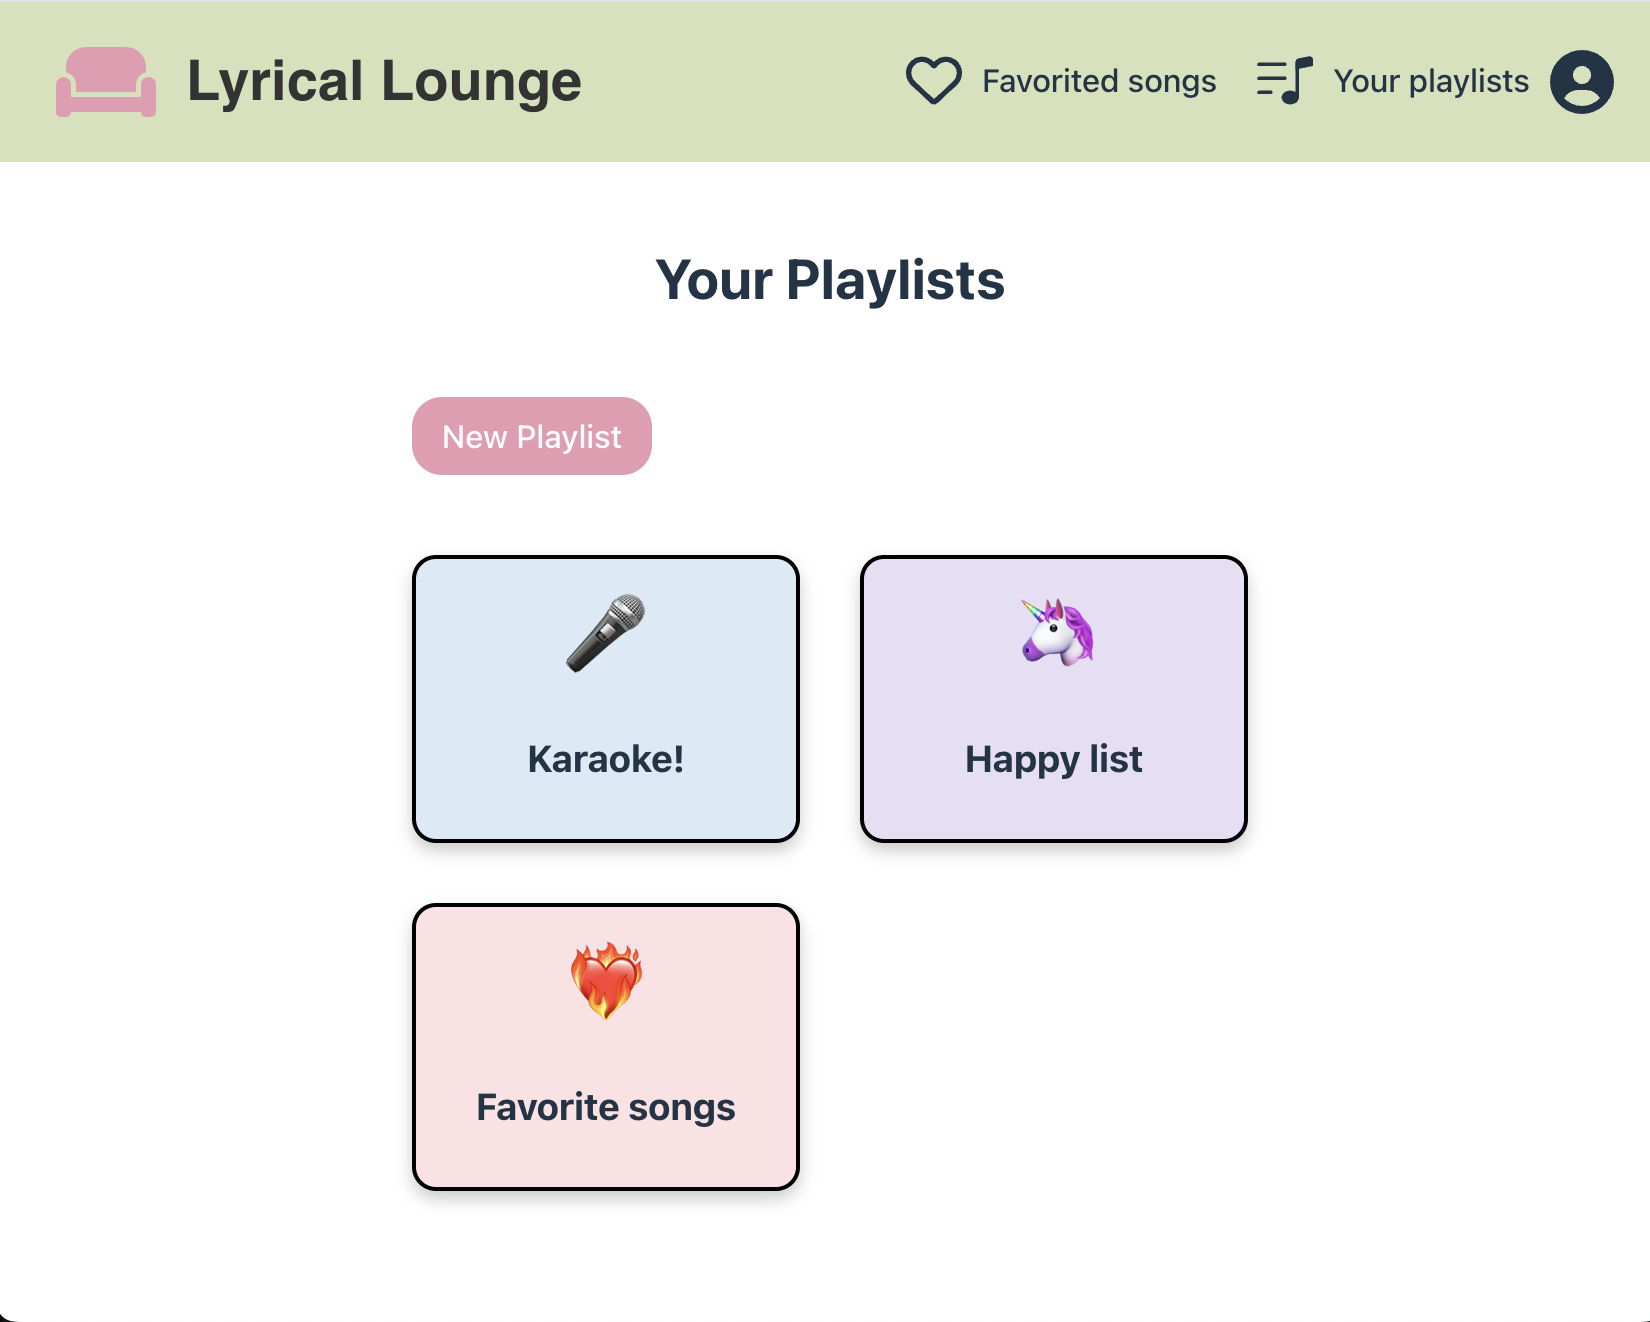 Lyrical Lounge
Favorited songs
Your playlists
Your Playlists
New Playlist
Karaoke!
Happy list
Favorite songs